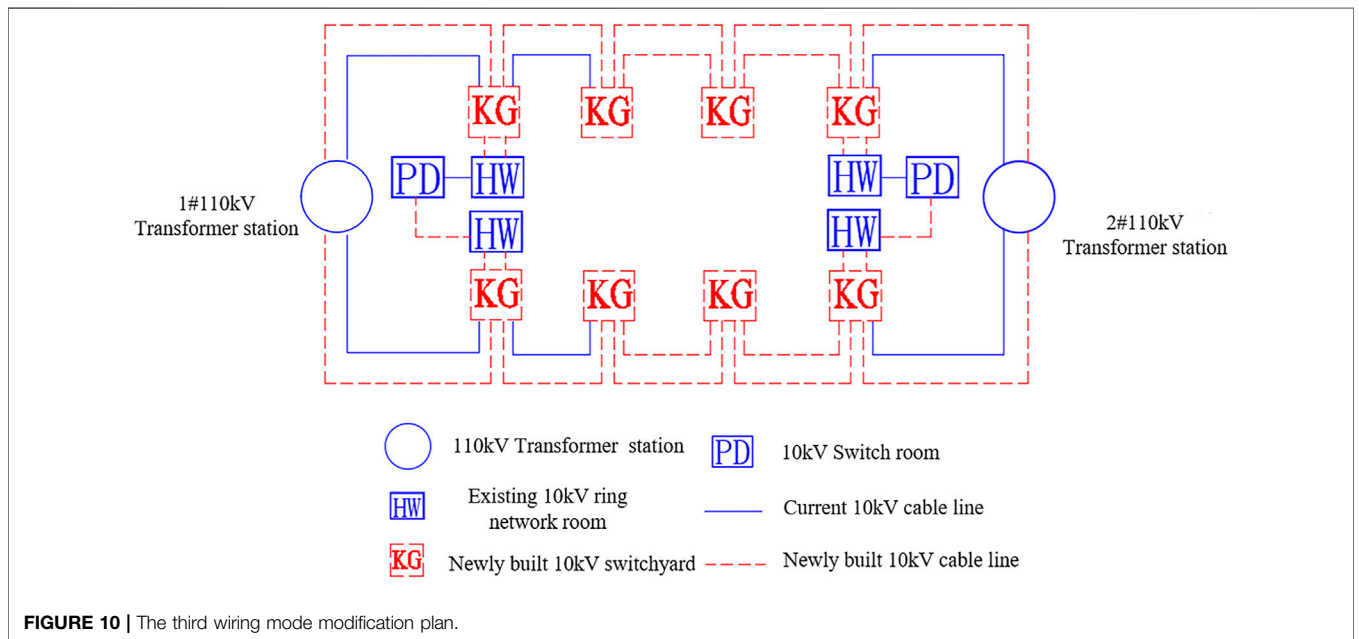 KG KG KG KG
PD HW HW PD
1#110kV
Transformer station
HW HW
2#110kV
Transformer station
KG KG KG KG
110kV Transformer station
PD 10kV Switch room
HW Existing 10kV ring
network room
Current 10kV cable line
KG Newly built 10kV switchyard
Newly built 10kV cable line
FIGURE 10 | The third wiring mode modification plan.